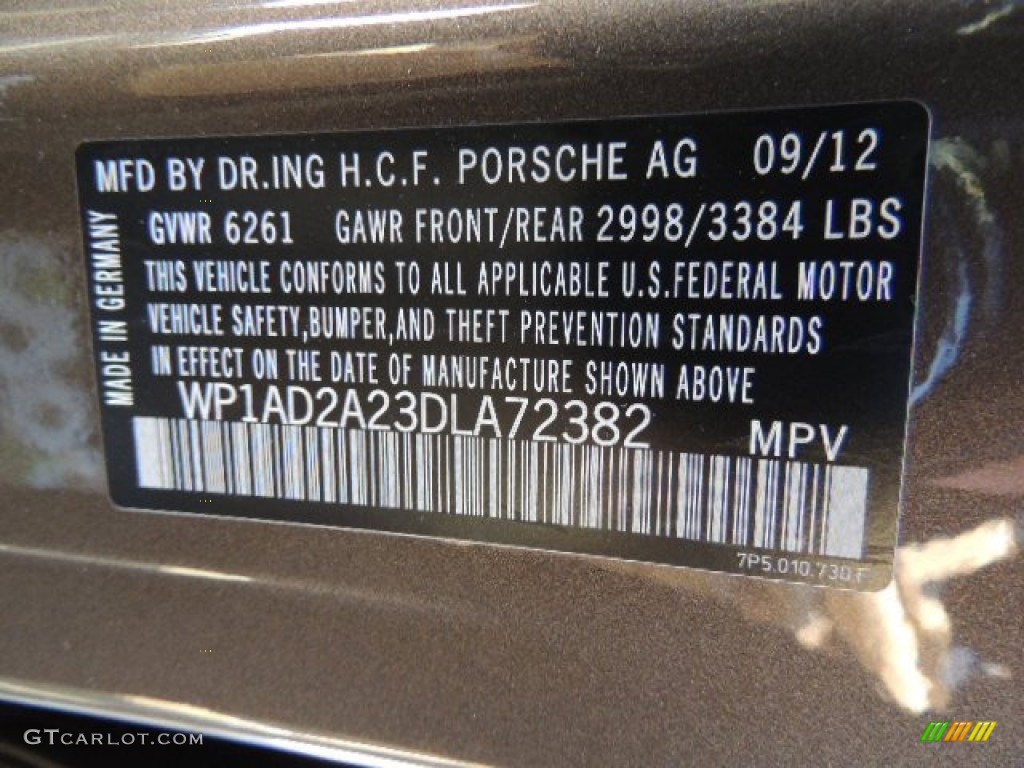 MFD BY DR.ING H.C.F. PORSCHE AG 09/12
GVWR 6261 GAWR FRONT/REAR 2998/3384 LBS
THIS VEHICLE CONFORMS TO ALL APPLICABLE U.S.FEDERAL MOTOR
VEHICLE SAFETY,BUMPER,AND THEFT PREVENTION STANDARDS
IN EFFECT ON THE DATE OF MANUFACTURE SHOWN ABOVE
WP1AD2A23DLA72382 MPV
MADE IN GERMANY
7P5.010.730.F
GTCARLOT.COM